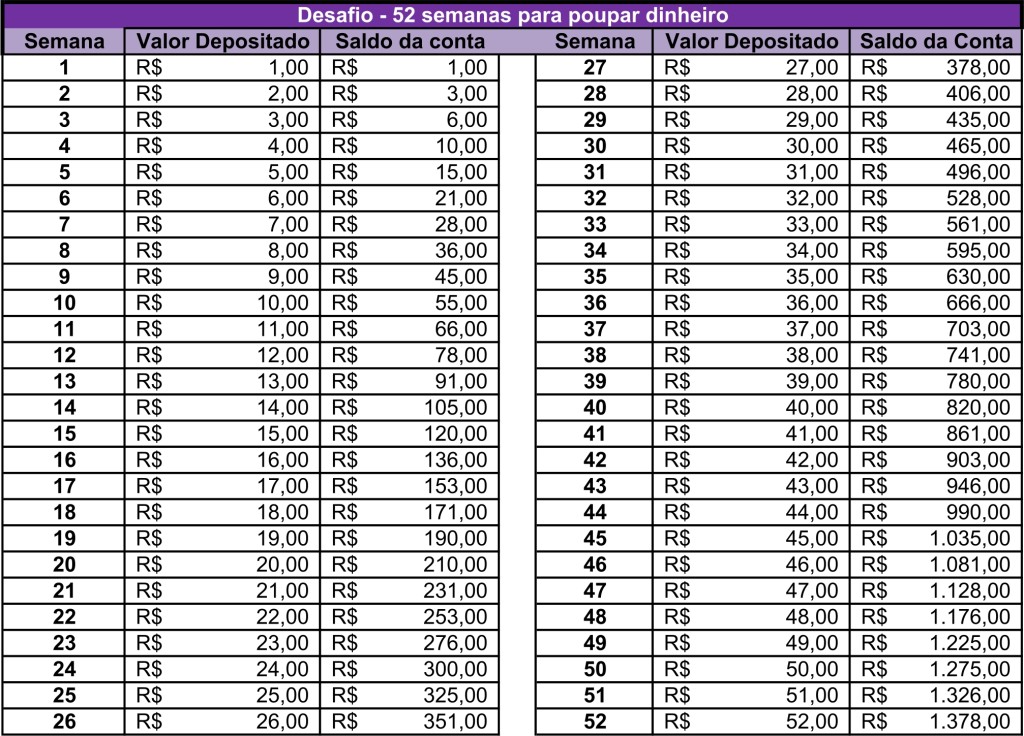 Desafio - 52 semanas para poupar dinheiro
Semana Valor Depositado Saldo da conta Semana Valor Depositado Saldo da Conta
1 R$ 1,00 R$ 1,00 27 R$ 27,00 R$ 378,00
2 R$ 2,00 R$ 3,00 28 R$ 28,00 R$ 406,00
3 R$ 3,00 R$ 6,00 29 R$ 29,00 R$ 435,00
4 R$ 4,00 R$ 10,00 30 R$ 30,00 R$ 465,00
5 R$ 5,00 R$ 15,00 31 R$ 31,00 R$ 496,00
6 R$ 6,00 R$ 21,00 32 R$ 32,00 R$ 528,00
7 R$ 7,00 R$ 28,00 33 R$ 33,00 R$ 561,00
8 R$ 8,00 R$ 36,00 34 R$ 34,00 R$ 595,00
9 R$ 9,00 R$ 45,00 35 R$ 35,00 R$ 630,00
10 R$ 10,00 R$ 55,00 36 R$ 36,00 R$ 666,00
11 R$ 11,00 R$ 66,00 37 R$ 37,00 R$ 703,00
12 R$ 12,00 R$ 78,00 38 R$ 38,00 R$ 741,00
13 R$ 13,00 R$ 91,00 39 R$ 39,00 R$ 780,00
14 R$ 14,00 R$ 105,00 40 R$ 40,00 R$ 820,00
15 R$ 15,00 R$ 120,00 41 R$ 41,00 R$ 861,00
16 R$ 16,00 R$ 136,00 42 R$ 42,00 R$ 903,00
17 R$ 17,00 R$ 153,00 43 R$ 43,00 R$ 946,00
18 R$ 18,00 R$ 171,00 44 R$ 44,00 R$ 990,00
19 R$ 19,00 R$ 190,00 45 R$ 45,00 R$ 1.035,00
20 R$ 20,00 R$ 210,00 46 R$ 46,00 R$ 1.081,00
21 R$ 21,00 R$ 231,00 47 R$ 47,00 R$ 1.128,00
22 R$ 22,00 R$ 253,00 48 R$ 48,00 R$ 1.176,00
23 R$ 23,00 R$ 276,00 49 R$ 49,00 R$ 1.225,00
24 R$ 24,00 R$ 300,00 50 R$ 50,00 R$ 1.275,00
25 R$ 25,00 R$ 325,00 51 R$ 51,00 R$ 1.326,00
26 R$ 26,00 R$ 351,00 52 R$ 52,00 R$ 1.378,00